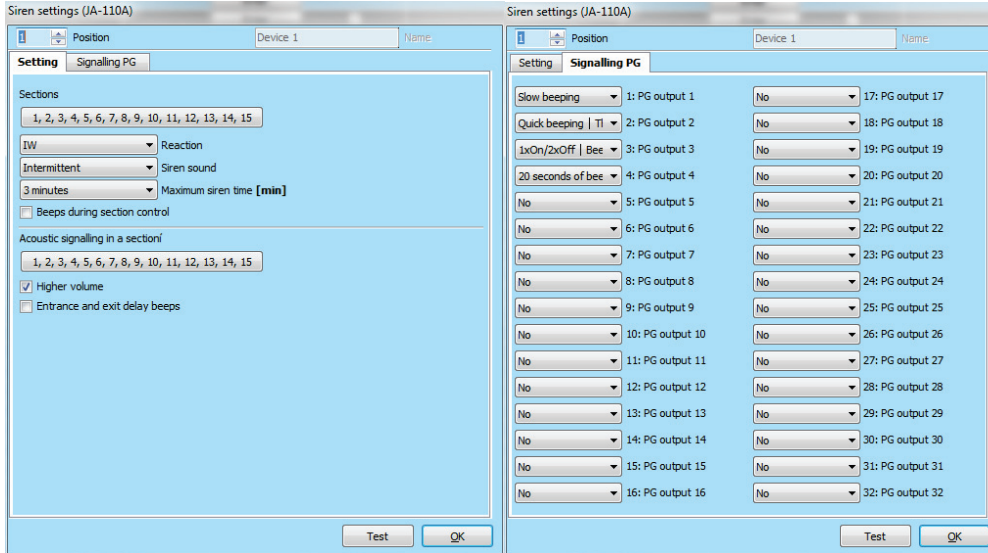 Siren settings (JA-110A)
1 Position Device 1 Name
Setting Signalling PG
Sections
1, 2, 3, 4, 5, 6, 7, 8, 9, 10, 11, 12, 13, 14, 15
IW Reaction
Intermittent Siren sound
3 minutes Maximum siren time [min]
Beeps during section control
Acoustic signalling in a sectioní
1, 2, 3, 4, 5, 6, 7, 8, 9, 10, 11, 12, 13, 14, 15
Higher volume
Entrance and exit delay beeps
Test OK
Siren settings (JA-110A)
1 Position Device 1 Name
Setting Signalling PG
Slow beeping 1: PG output 1 No 17: PG output 17
Quick beeping | Tl 2: PG output 2 No 18: PG output 18
1xOn/2xOff | Bee 3: PG output 3 No 19: PG output 19
20 seconds of bee 4: PG output 4 No 20: PG output 20
No 5: PG output 5 No 21: PG output 21
No 6: PG output 6 No 22: PG output 22
No 7: PG output 7 No 23: PG output 23
No 8: PG output 8 No 24: PG output 24
No 9: PG output 9 No 25: PG output 25
No 10: PG output 10 No 26: PG output 26
No 11: PG output 11 No 27: PG output 27
No 12: PG output 12 No 28: PG output 28
No 13: PG output 13 No 29: PG output 29
No 14: PG output 14 No 30: PG output 30
No 15: PG output 15 No 31: PG output 31
No 16: PG output 16 No 32: PG output 32
Test OK